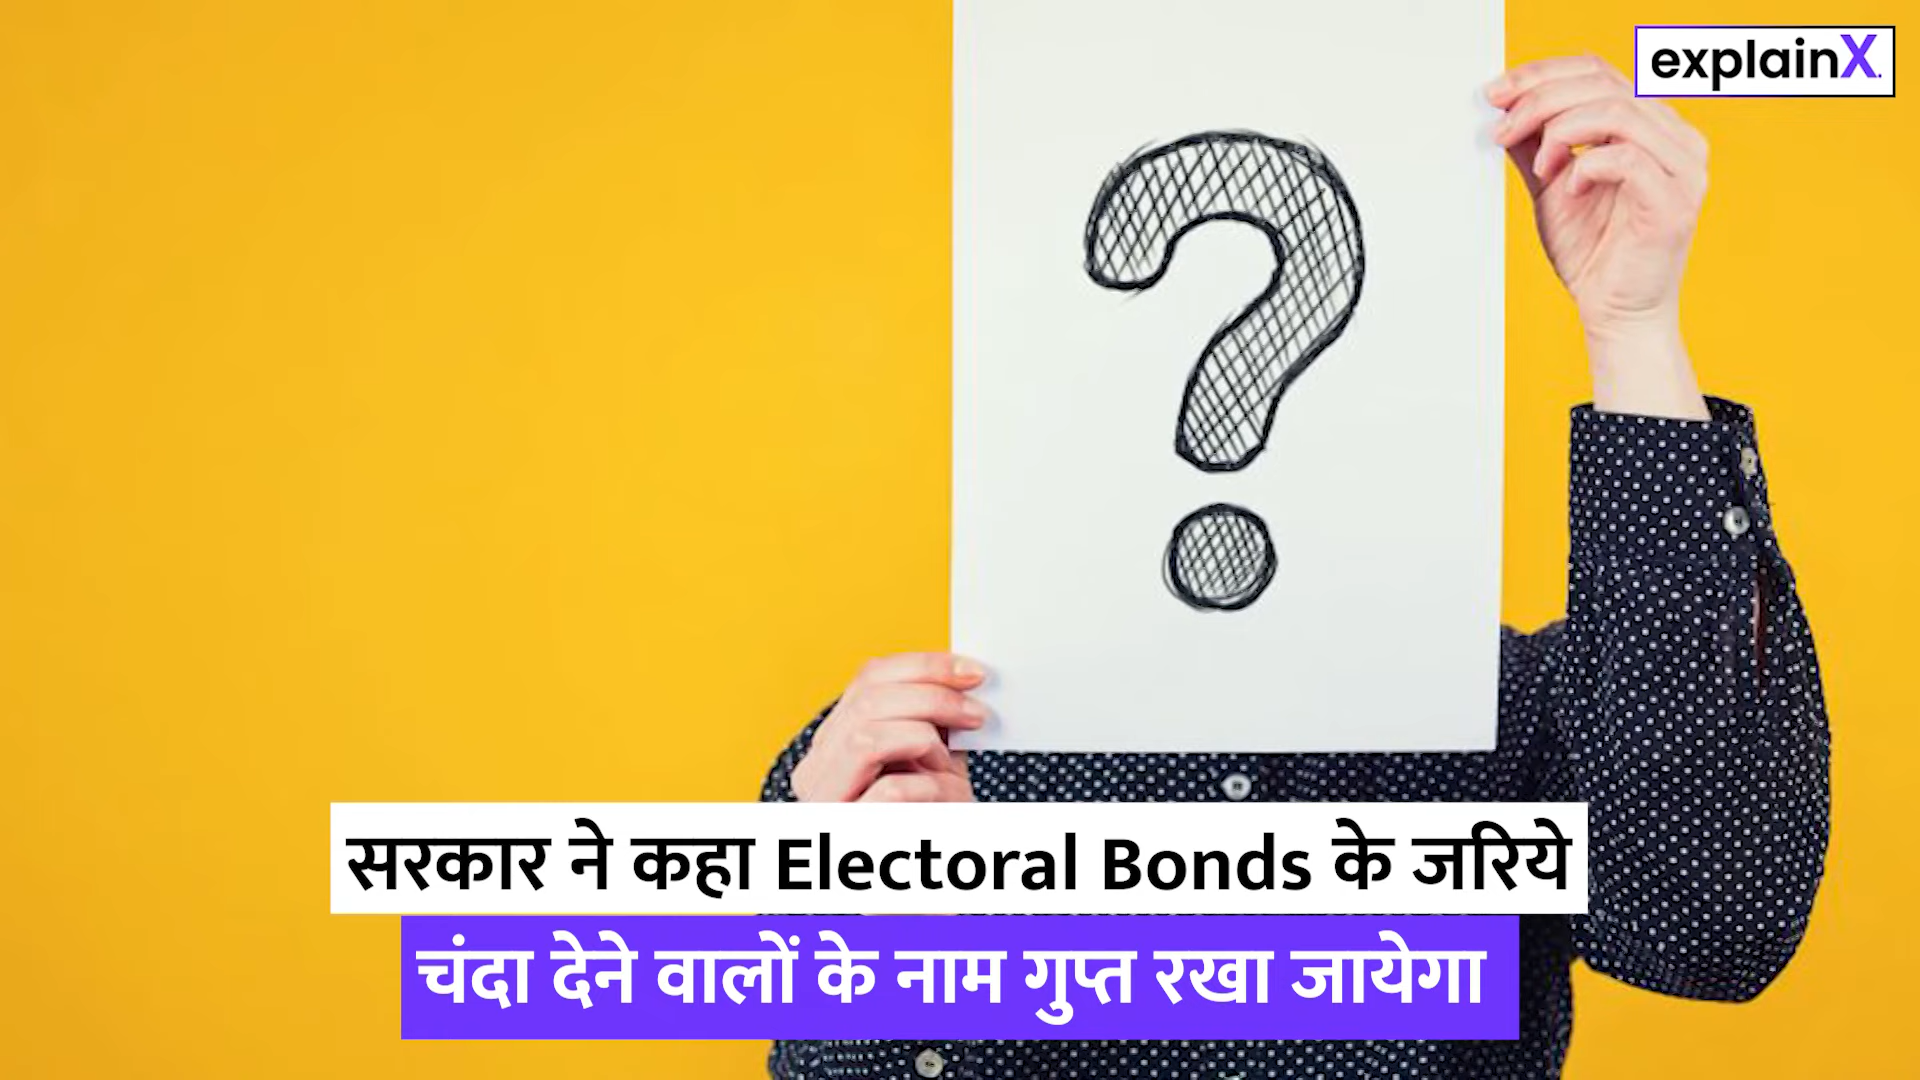 explainX.
सरकार ने कहा Electoral Bonds के जरिये
चंदा देने वालों के नाम गुप्त रखा जायेगा